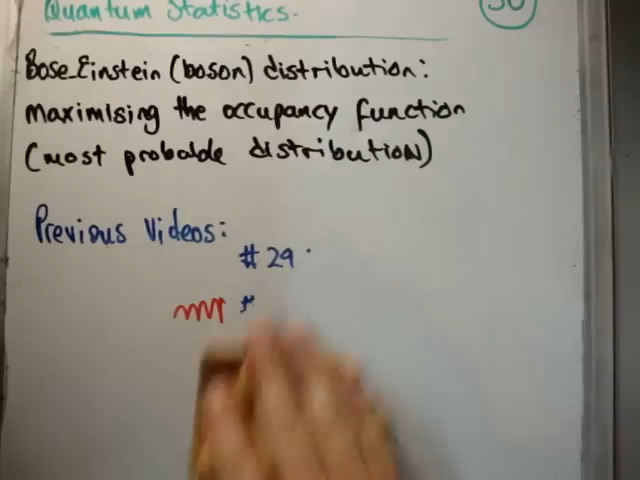 Quantum Statistics.
30
Bose-Einstein (boson) distribution:
Maximising the occupancy function
(most probable distribution)
Previous Videos:
#29
#